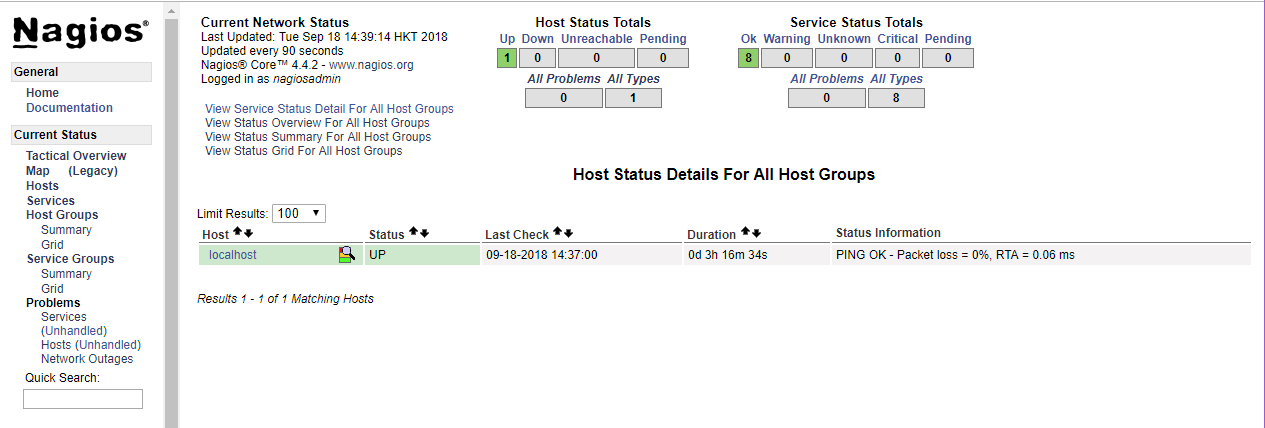 Nagios®
General
Home
Documentation
Current Status
Tactical Overview
Map (Legacy)
Hosts
Services
Host Groups
Summary
Grid
Service Groups
Summary
Grid
Problems
Services
(Unhandled)
Hosts (Unhandled)
Network Outages
Quick Search:
Current Network Status
Last Updated: Tue Sep 18 14:39:14 HKT 2018
Updated every 90 seconds
Nagios® Core™ 4.4.2 - www.nagios.org
Logged in as nagiosadmin
View Service Status Detail For All Host Groups
View Status Overview For All Host Groups
View Status Summary For All Host Groups
View Status Grid For All Host Groups
Host Status Totals
Up Down Unreachable Pending
1 0 0 0
All Problems All Types
0 1
Service Status Totals
Ok Warning Unknown Critical Pending
8 0 0 0 0
All Problems All Types
0 8
Host Status Details For All Host Groups
Limit Results: 100
Host Status Last Check Duration Status Information
localhost UP 09-18-2018 14:37:00 0d 3h 16m 34s PING OK - Packet loss = 0%, RTA = 0.06 ms
Results 1 - 1 of 1 Matching Hosts